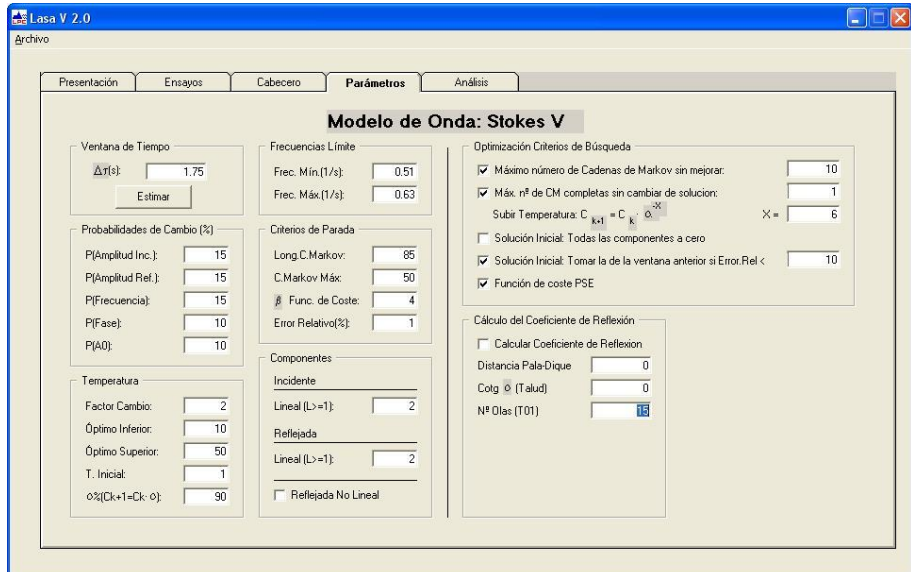 Lasa V 2.0
Archivo
Presentación Ensayos Cabecero Parámetros Análisis
Modelo de Onda: Stokes V
Ventana de Tiempo
Δτ(s): 1.75
Estimar
Probabilidades de Cambio (%)
P(Amplitud Inc.): 15
P(Amplitud Ref.): 15
P(Frecuencia): 15
P(Fase): 10
P(A0): 10
Temperatura
Factor Cambio: 2
Óptimo Inferior: 10
Óptimo Superior: 50
T. Inicial: 1
α%(Ck+1=Ck·α): 90
Frecuencias Límite
Frec. Mín.(1/s): 0.51
Frec. Máx.(1/s): 0.63
Criterios de Parada
Long.C.Markov: 85
C.Markov Máx: 50
β Func. de Coste: 4
Error Relativo(%): 1
Componentes
Incidente
Lineal (L>=1): 2
Reflejada
Lineal (L>=1): 2
Reflejada No Lineal
Optimización Criterios de Búsqueda
Máximo número de Cadenas de Markov sin mejorar: 10
Máx. nº de CM completas sin cambiar de solucion: 1
Subir Temperatura: C k+1 = C k · α -X X = 6
Solución Inicial: Todas las componentes a cero
Solución Inicial: Tomar la de la ventana anterior si Error.Rel < 10
Función de coste PSE
Cálculo del Coeficiente de Reflexión
Calcular Coeficiente de Reflexion
Distancia Pala-Dique 0
Cotg α (Talud) 0
Nº Olas (T01) 15